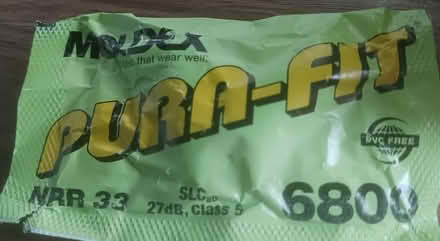 MOLDEX
that wear well.
PURA-FIT
PVC FREE
NRR 33
SLC80
27dB, Class 5
6800